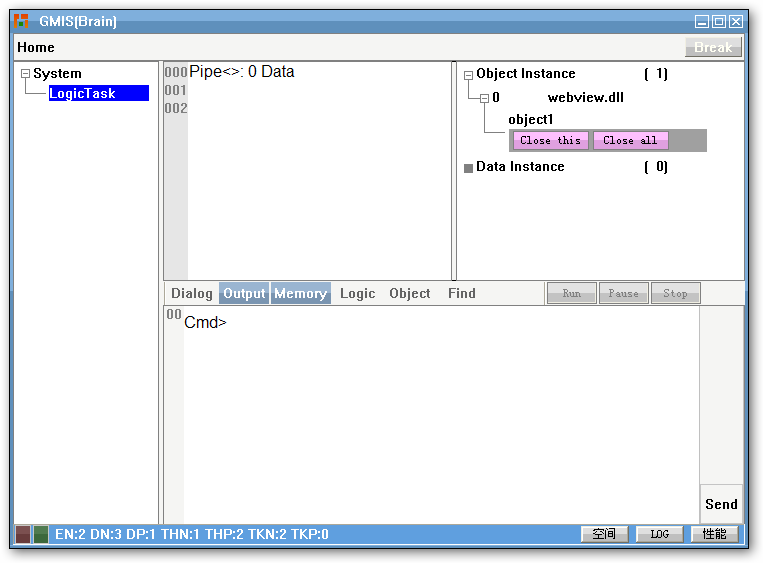 GMIS(Brain)
Home
Break
System
LogicTask
000 Pipe<>: 0 Data
001
002
Object Instance ( 1)
0 webview.dll
object1
Close this Close all
Data Instance ( 0)
Dialog Output Memory Logic Object Find Run Pause Stop
00 Cmd>
Send
EN:2 DN:3 DP:1 THN:1 THP:2 TKN:2 TKP:0 空间 LOG 性能